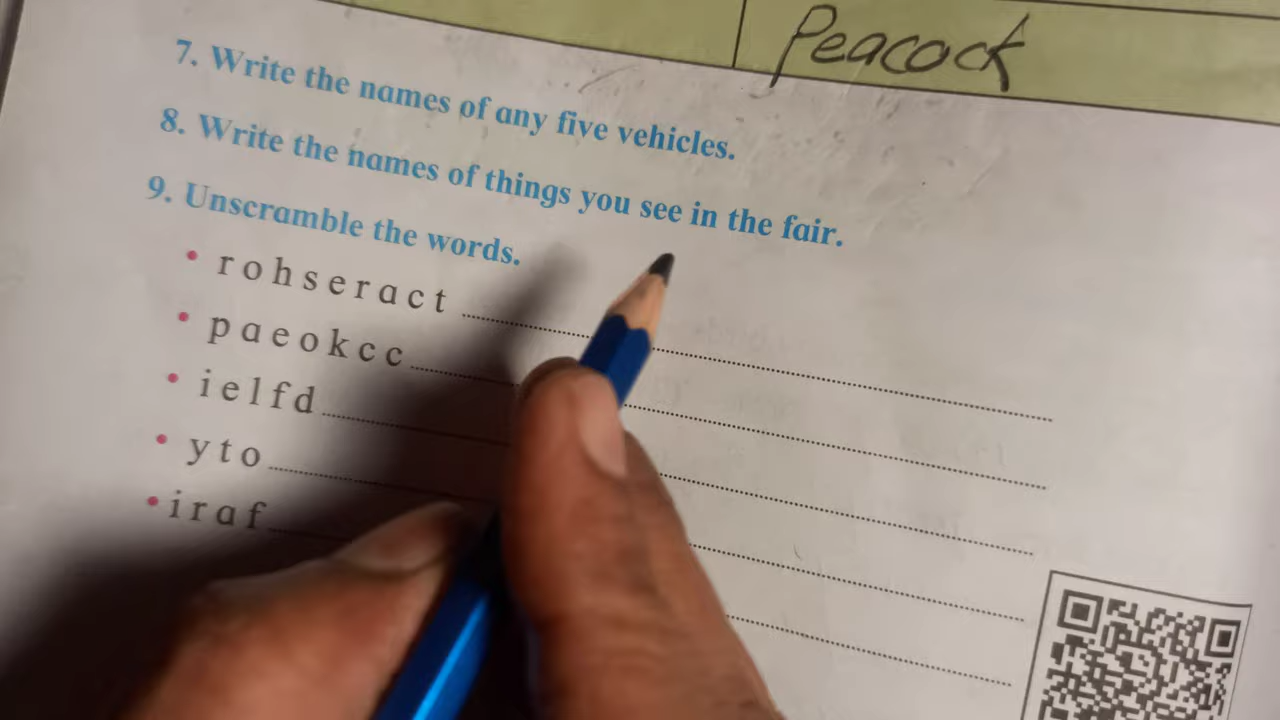 Peacock
7. Write the names of any five vehicles.
8. Write the names of things you see in the fair.
9. Unscramble the words.
• r o h s e r a c t
• p a e o k c c
• i e l f d
• y t o
• i r a f